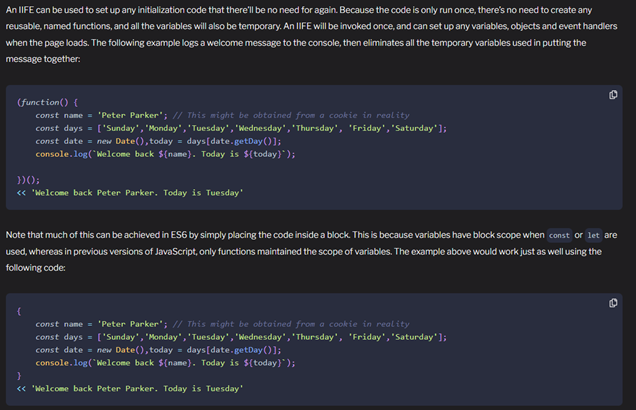 An IIFE can be used to set up any initialization code that there'll be no need for again. Because the code is only run once, there's no need to create any
reusable, named functions, and all the variables will also be temporary. An IIFE will be invoked once, and can set up any variables, objects and event handlers
when the page loads. The following example logs a welcome message to the console, then eliminates all the temporary variables used in putting the
message together:
(function() {
const name = 'Peter Parker'; // This might be obtained from a cookie in reality
const days = ['Sunday','Monday','Tuesday','Wednesday','Thursday', 'Friday','Saturday'];
const date = new Date(),today = days[date.getDay()];
console.log(`Welcome back ${name}. Today is ${today}`);
})();
<< 'Welcome back Peter Parker. Today is Tuesday'
Note that much of this can be achieved in ES6 by simply placing the code inside a block. This is because variables have block scope when const or let are
used, whereas in previous versions of JavaScript, only functions maintained the scope of variables. The example above would work just as well using the
following code:
{
const name = 'Peter Parker'; // This might be obtained from a cookie in reality
const days = ['Sunday','Monday','Tuesday','Wednesday','Thursday', 'Friday','Saturday'];
const date = new Date(),today = days[date.getDay()];
console.log(`Welcome back ${name}. Today is ${today}`);
}
<< 'Welcome back Peter Parker. Today is Tuesday'